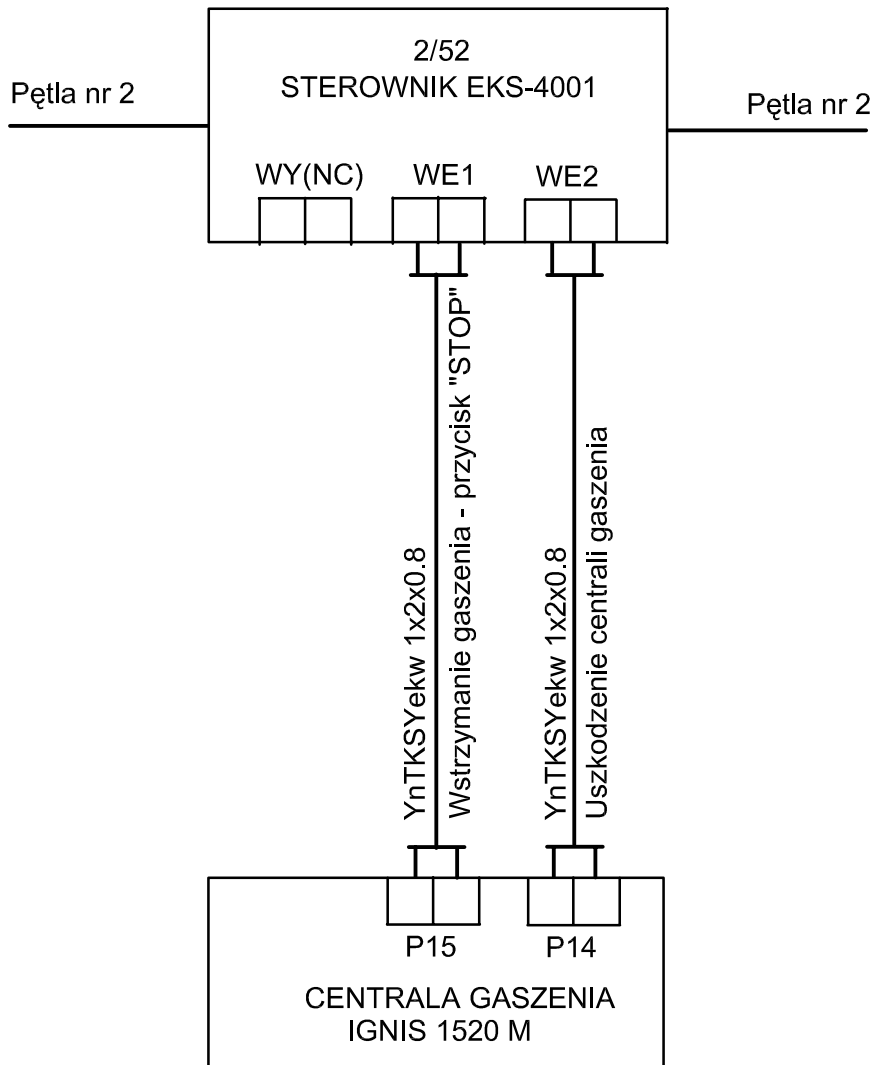 2/52
STEROWNIK EKS-4001
Pętla nr 2
Pętla nr 2
WY(NC)
WE1
WE2
YnTKSYekw 1x2x0.8
Wstrzymanie gaszenia - przycisk "STOP"
YnTKSYekw 1x2x0.8
Uszkodzenie centrali gaszenia
P15
P14
CENTRALA GASZENIA
IGNIS 1520 M